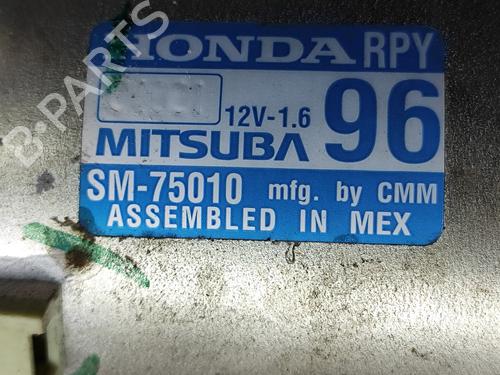 HONDA RPY
12V-1.6 96
MITSUBA
SM-75010 mfg. by CMM
ASSEMBLED IN MEX
B-PARTS